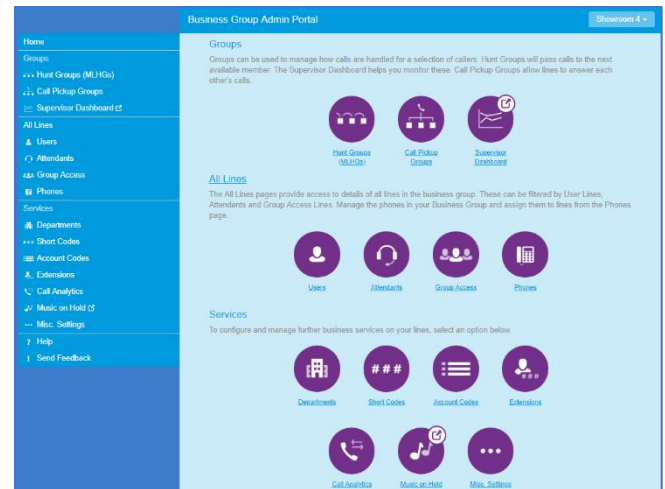 Business Group Admin Portal
Showroom 4
Home
Groups
Hunt Groups (MLHGs)
Call Pickup Groups
Supervisor Dashboard
All Lines
Users
Attendants
Group Access
Phones
Services
Departments
### Short Codes
Account Codes
Extensions
Call Analytics
Music on Hold
Misc. Settings
? Help
! Send Feedback
Groups
Groups can be used to manage how calls are handled for a selection of callers. Hunt Groups will pass calls to the next
available member. The Supervisor Dashboard helps you monitor these. Call Pickup Groups allow lines to answer each
other's calls.
Hunt Groups
(MLHGs)
Call Pickup
Groups
Supervisor
Dashboard
All Lines
The All Lines pages provide access to details of all lines in the business group. These can be filtered by User Lines,
Attendants and Group Access Lines. Manage the phones in your Business Group and assign them to lines from the Phones
page.
Users
Attendants
Group Access
Phones
Services
To configure and manage further business services on your lines, select an option below.
# # #
Departments
Short Codes
Account Codes
Extensions
Call Analytics
Music on Hold
Misc. Settings